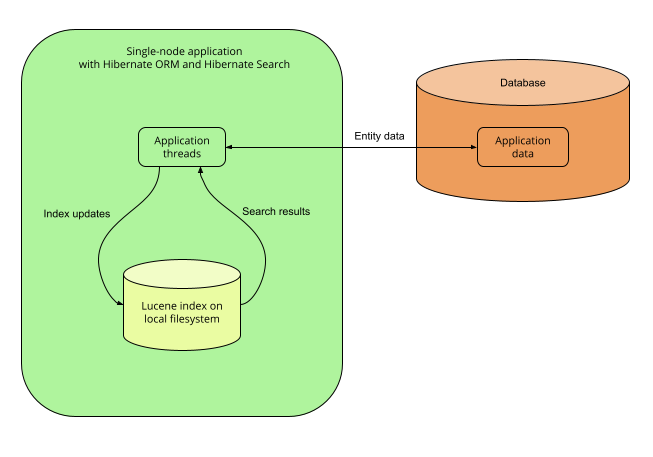 Single-node application
with Hibernate ORM and Hibernate Search
Database
Application
threads
Entity data
Application
data
Index updates
Search results
Lucene index on
local filesystem